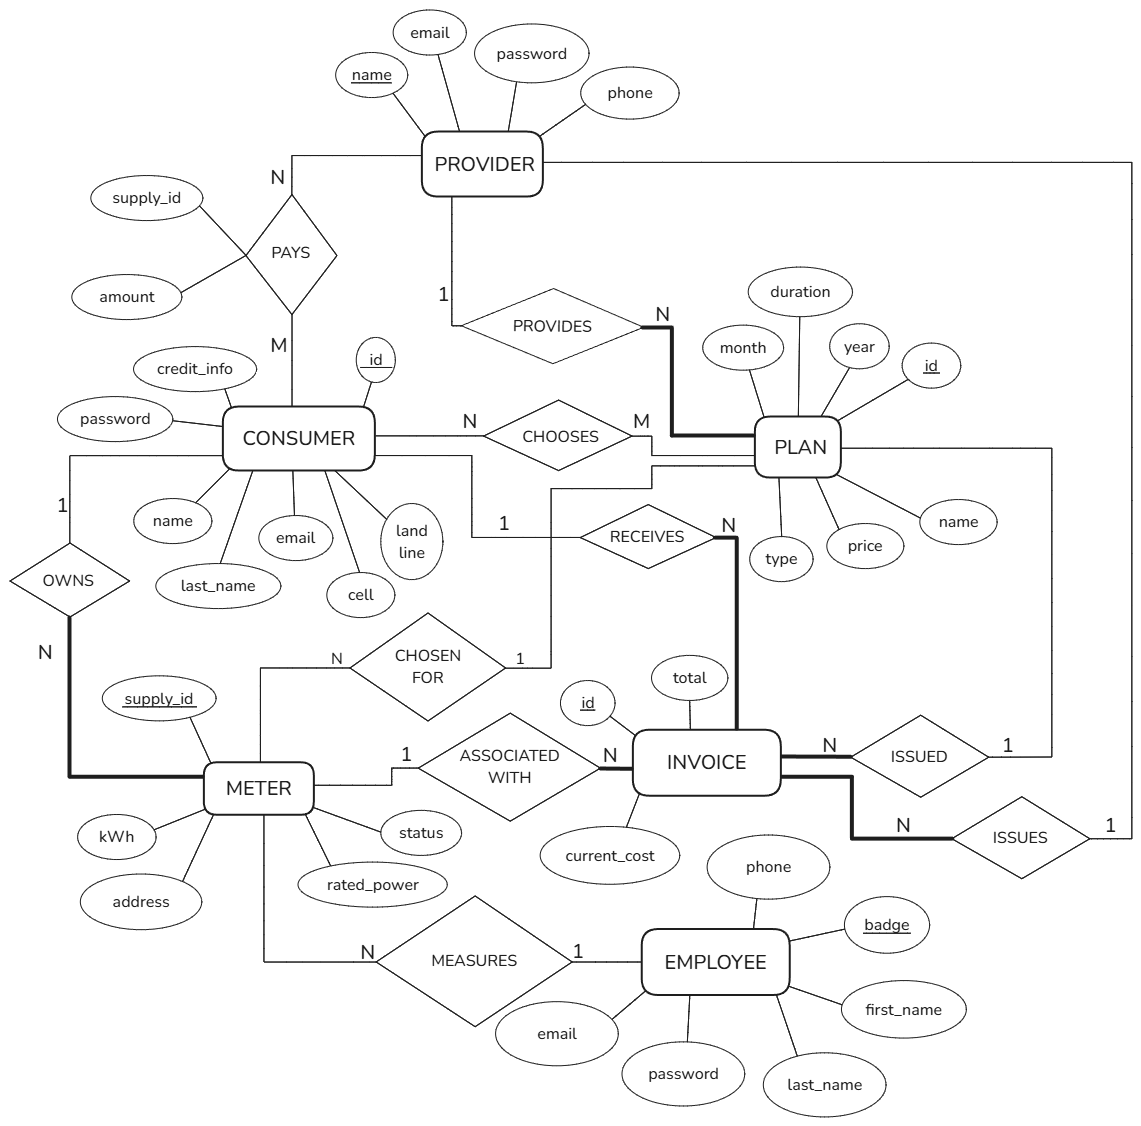 email
password
name
phone
PROVIDER
N
supply_id
PAYS
duration
amount
1
N
PROVIDES
M
month
year
credit_info
id
id
password
N
M
CONSUMER
CHOOSES
PLAN
1
name
land
line
1
N
name
email
RECEIVES
price
type
OWNS
last_name
cell
N
CHOSEN
FOR
N
1
total
supply_id
id
1
ASSOCIATED
WITH
N
INVOICE
N
ISSUED
1
METER
kWh
status
N
ISSUES
1
current_cost
rated_power
phone
address
badge
N
MEASURES
1
EMPLOYEE
first_name
email
password
last_name